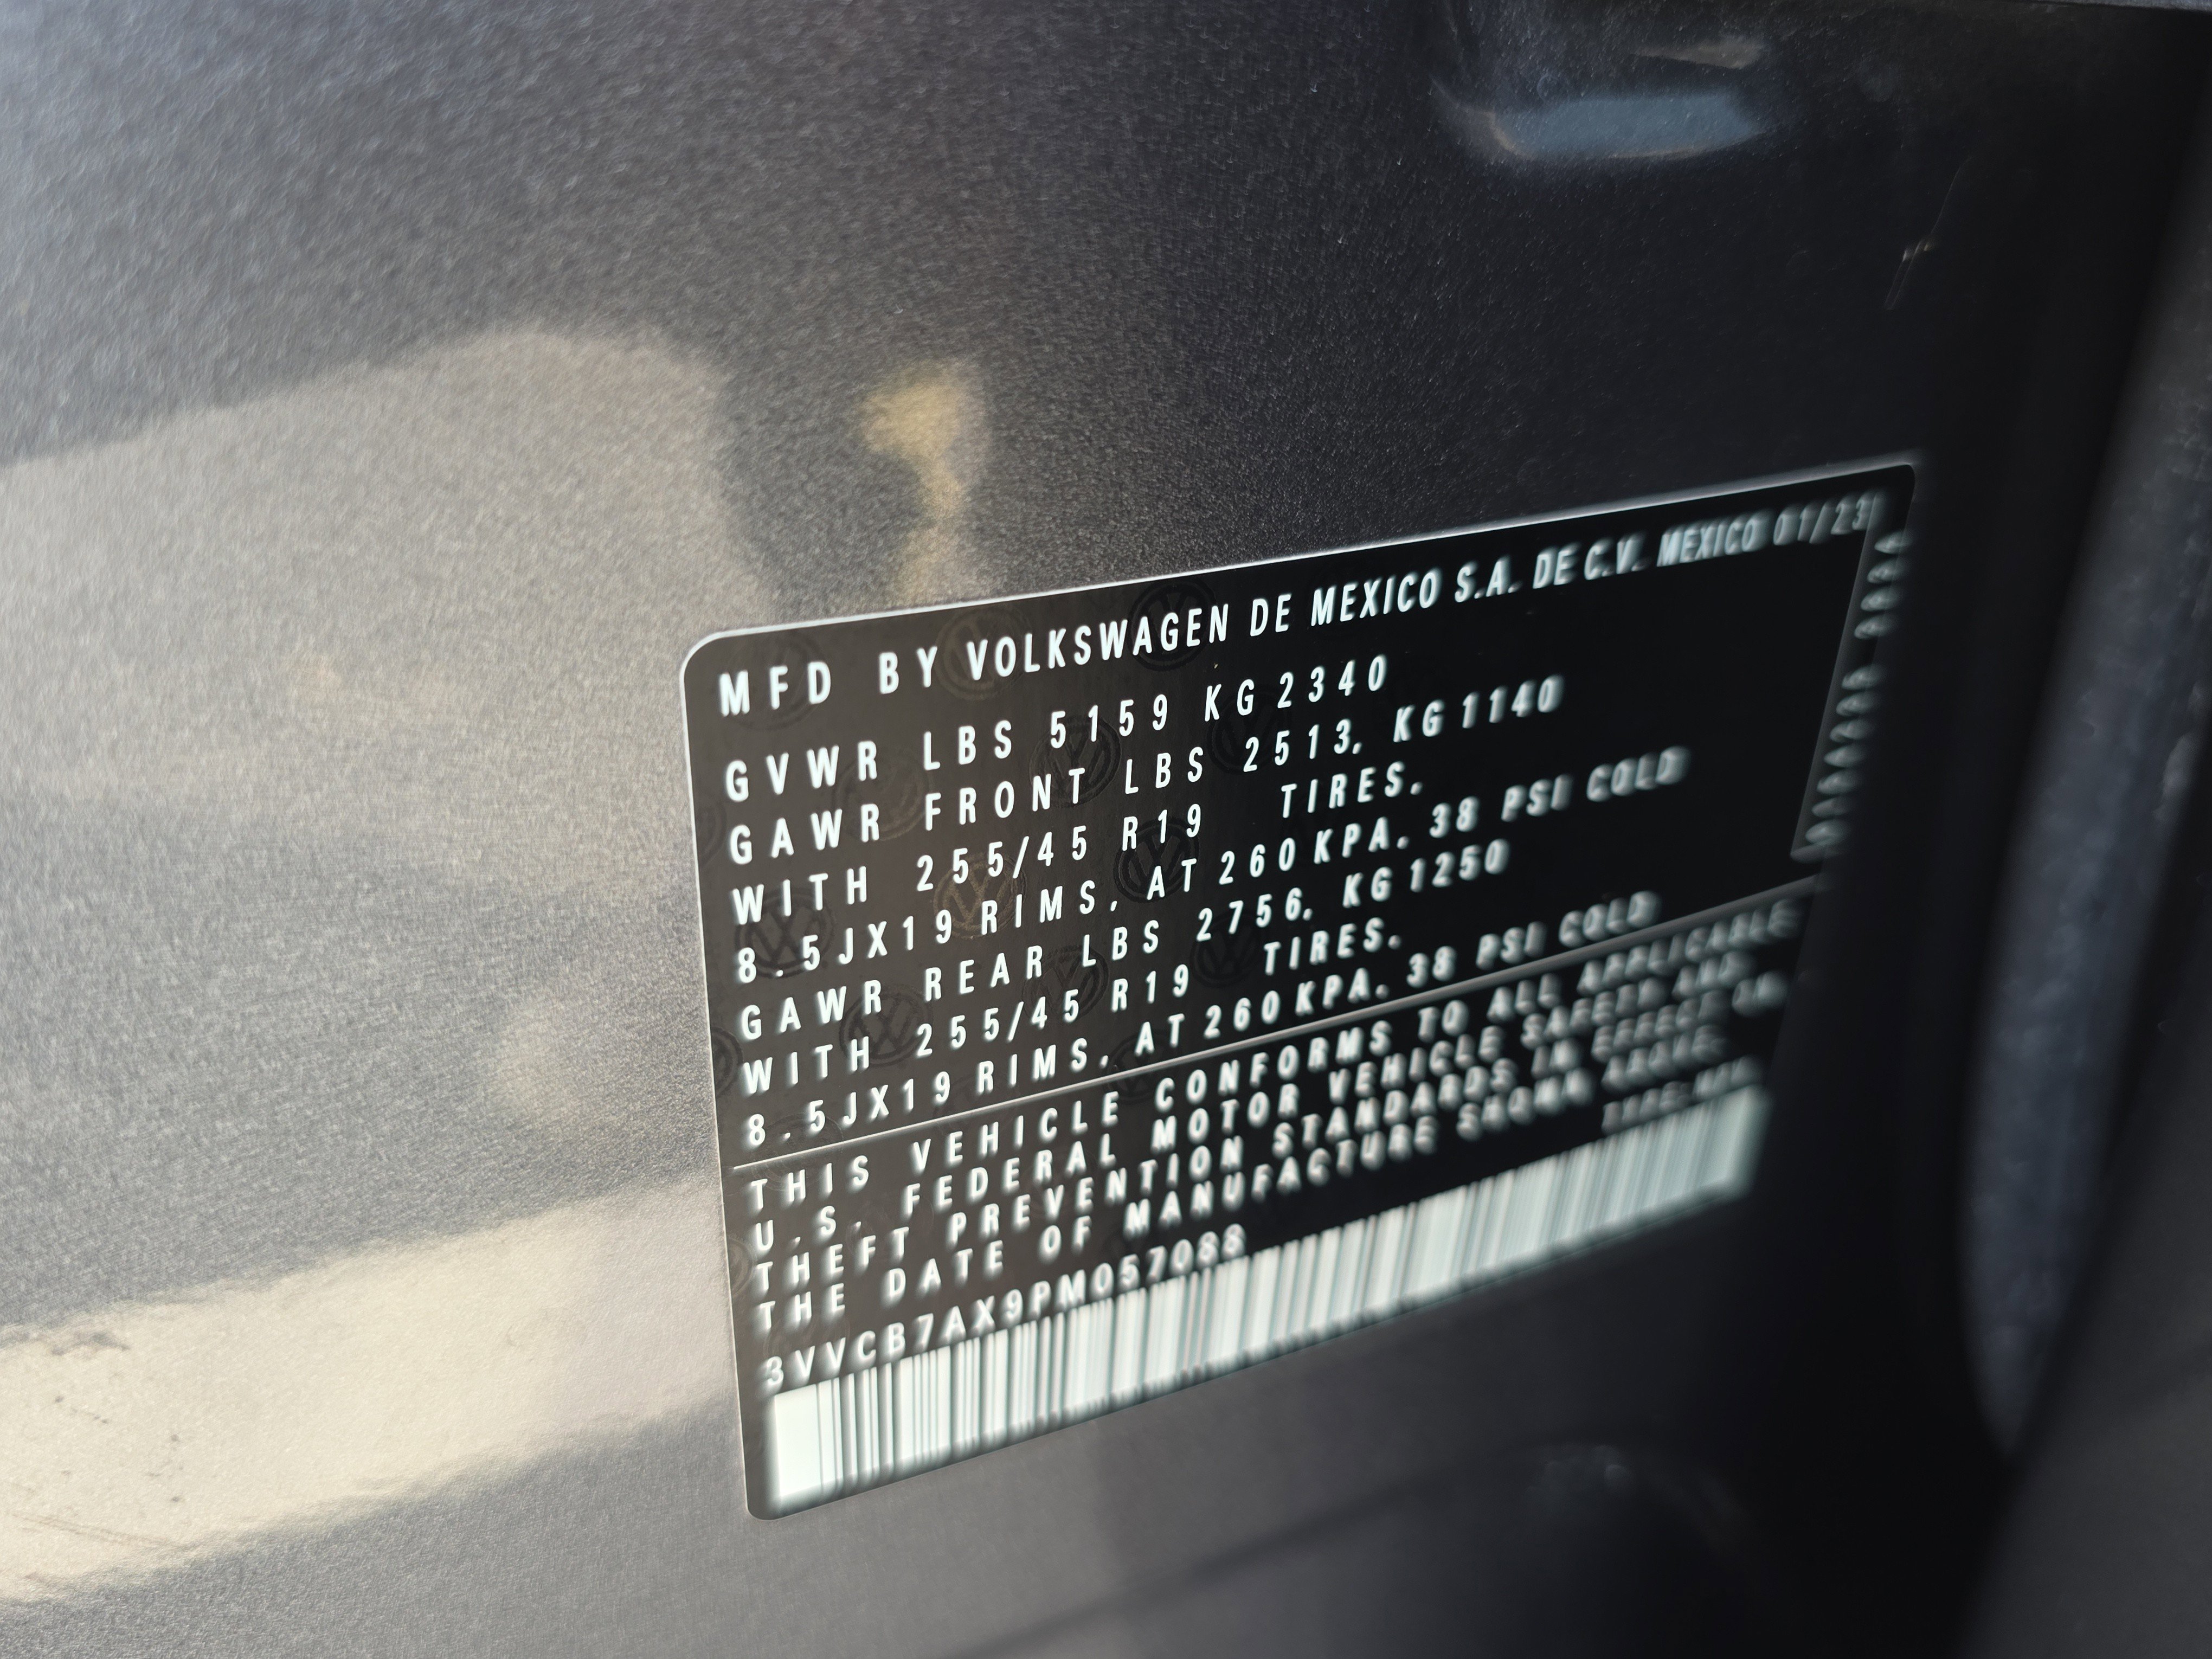 MFD BY VOLKSWAGEN DE MEXICO S.A. DE C.V. MEXICO 01/23
GVWR LBS 5159 KG 2340
GAWR FRONT LBS 2513, KG 1140
WITH 255/45 R19 TIRES,
8.5JX19 RIMS, AT 260 KPA, 38 PSI COLD
GAWR REAR LBS 2756, KG 1250
WITH 255/45 R19 TIRES,
8.5JX19 RIMS, AT 260 KPA, 38 PSI COLD
THIS VEHICLE CONFORMS TO ALL APPLICABLE
U.S. FEDERAL MOTOR VEHICLE SAFETY AND
THEFT PREVENTION STANDARDS IN EFFECT ON
THE DATE OF MANUFACTURE SHOWN ABOVE.
3VVCB7AX9PM057088